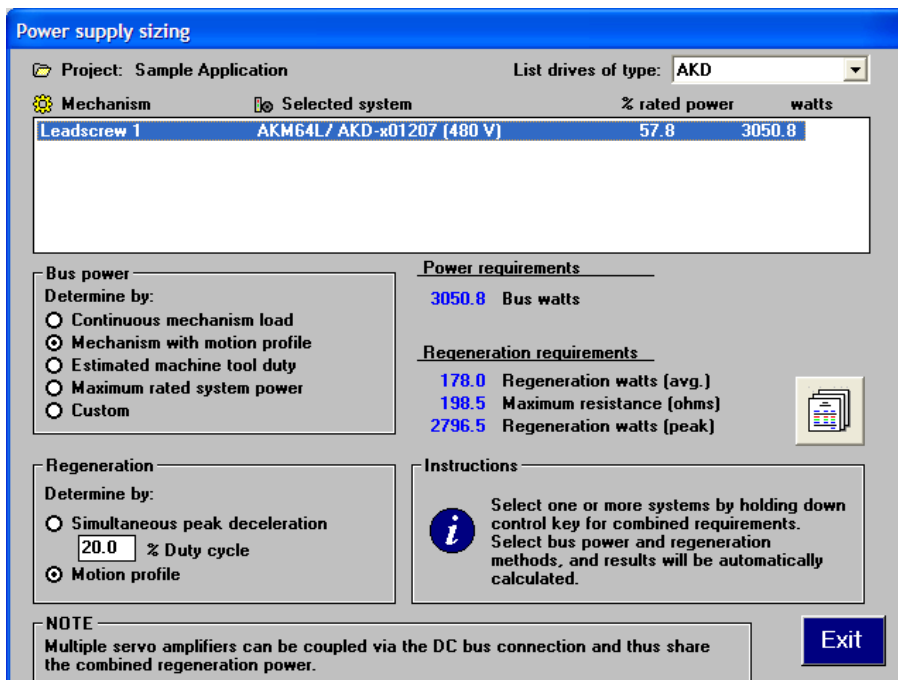 Power supply sizing
Project: Sample Application
List drives of type: AKD
Mechanism Selected system % rated power watts
Leadscrew 1 AKM64L/ AKD-x01207 (480 V) 57.8 3050.8
Bus power
Determine by:
Continuous mechanism load
Mechanism with motion profile
Estimated machine tool duty
Maximum rated system power
Custom
Power requirements
3050.8 Bus watts
Regeneration requirements
178.0 Regeneration watts (avg.)
198.5 Maximum resistance (ohms)
2796.5 Regeneration watts (peak)
Regeneration
Determine by:
Simultaneous peak deceleration
20.0 % Duty cycle
Motion profile
Instructions
i
Select one or more systems by holding down
control key for combined requirements.
Select bus power and regeneration
methods, and results will be automatically
calculated.
NOTE
Multiple servo amplifiers can be coupled via the DC bus connection and thus share
the combined regeneration power.
Exit